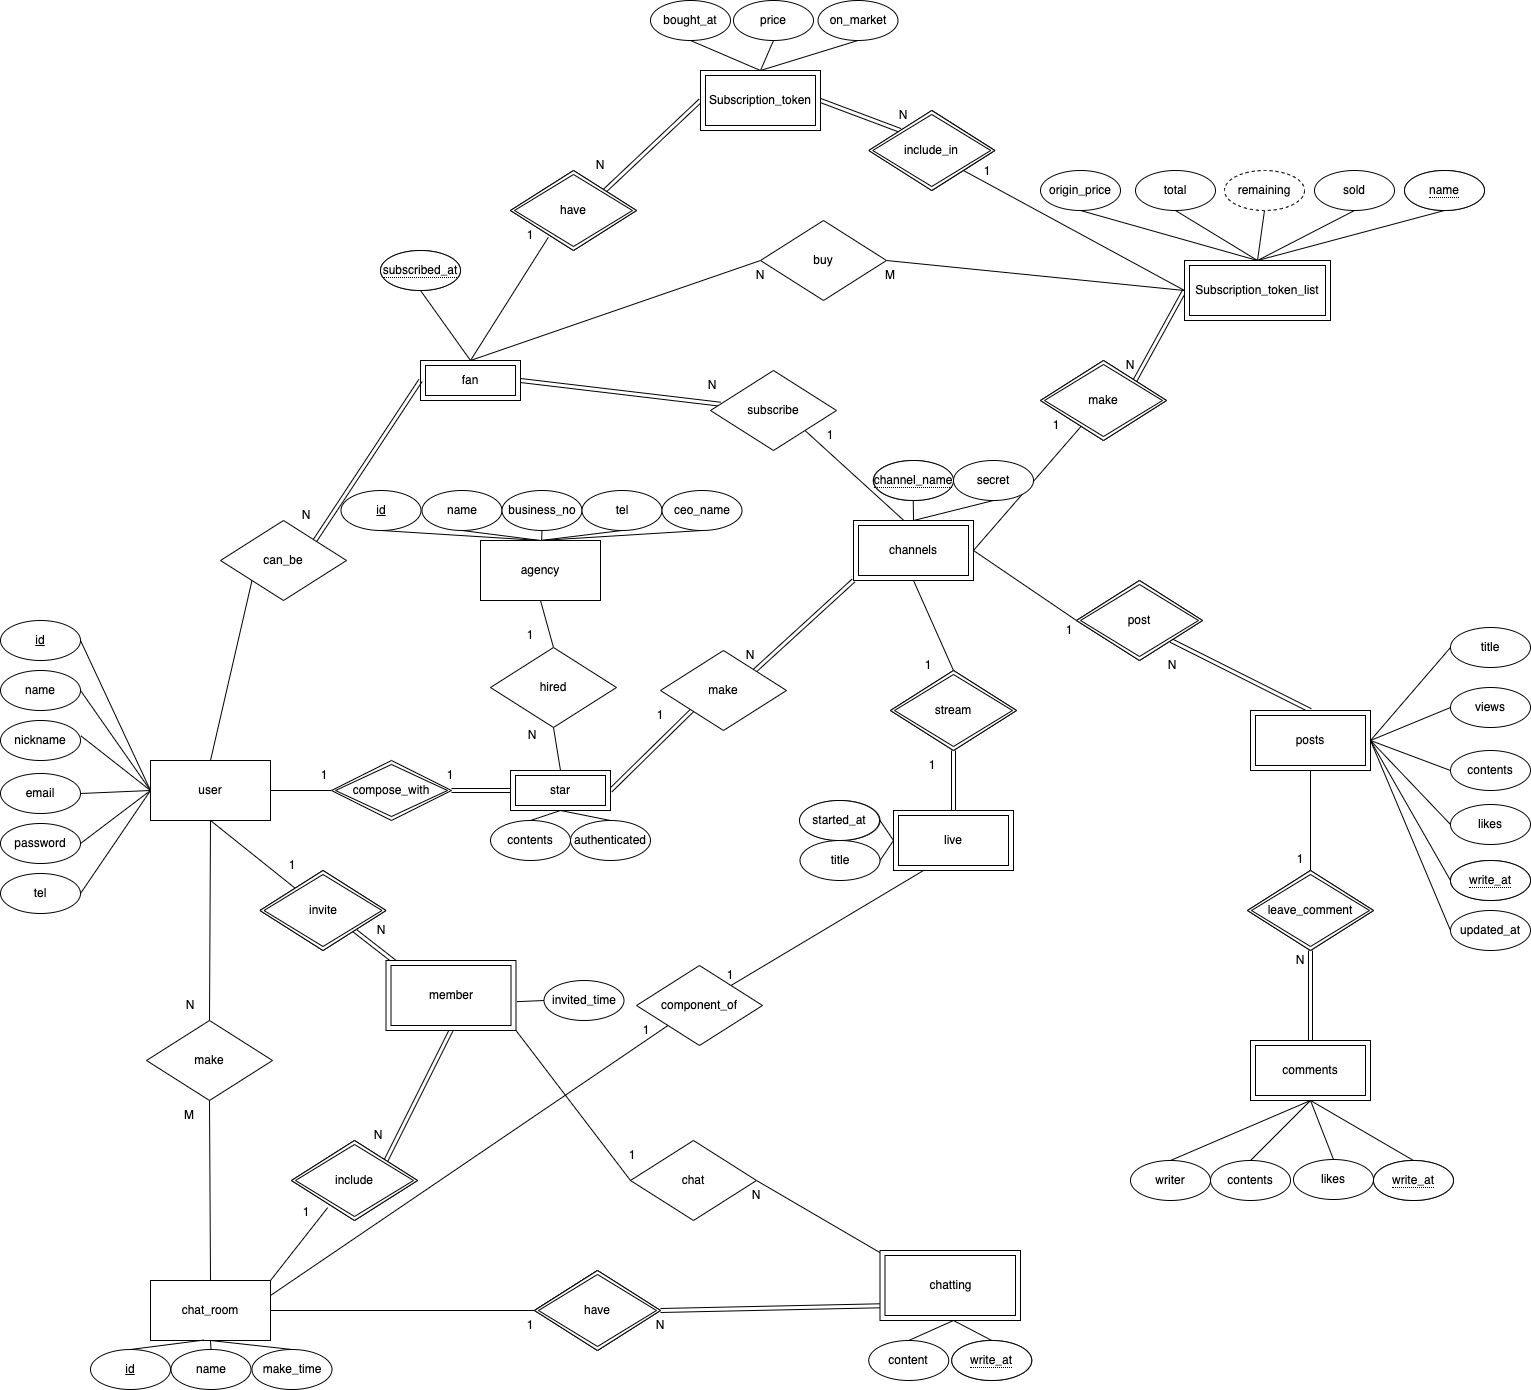 bought_at
price
on_market
Subscription_token
N
include_in
N
1
origin_price
total
remaining
sold
name
have
1
subscribed_at
buy
N
M
Subscription_token_list
N
fan
N
subscribe
1
make
1
channel_name
secret
id
name
business_no
tel
ceo_name
N
can_be
agency
channels
1
post
N
id
name
nickname
email
password
tel
1
hired
N
N
make
1
1
stream
1
title
views
contents
likes
write_at
updated_at
posts
user
1
compose_with
1
star
contents
authenticated
started_at
title
live
1
invite
N
1
leave_comment
N
member
invited_time
1
component_of
1
N
make
M
comments
N
include
1
1
chat
N
writer
contents
likes
write_at
chat_room
1
have
N
chatting
id
name
make_time
content
write_at